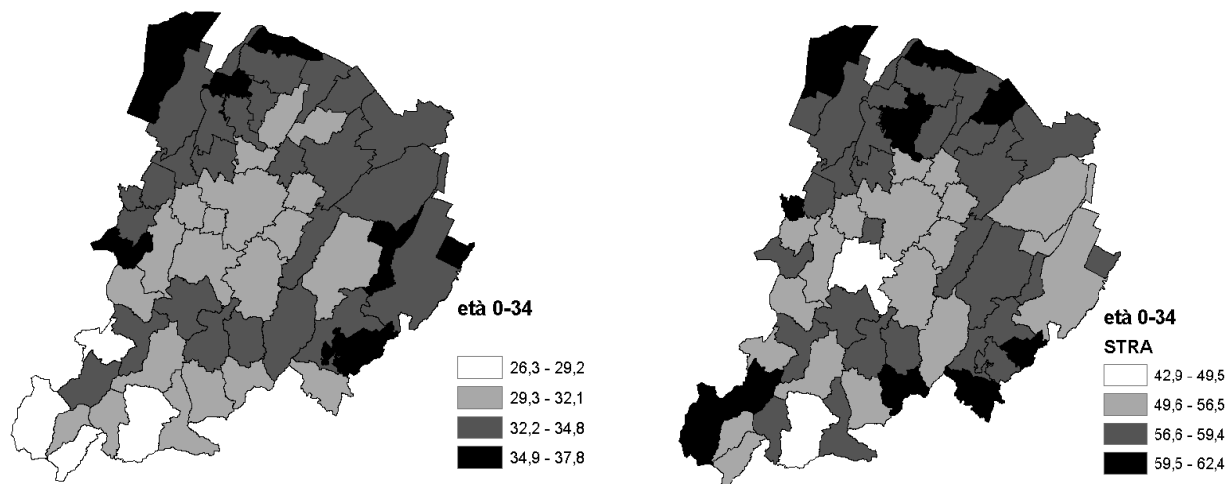 età 0-34
26,3 - 29,2
29,3 - 32,1
32,2 - 34,8
34,9 - 37,8
età 0-34
STRA
42,9 - 49,5
49,6 - 56,5
56,6 - 59,4
59,5 - 62,4